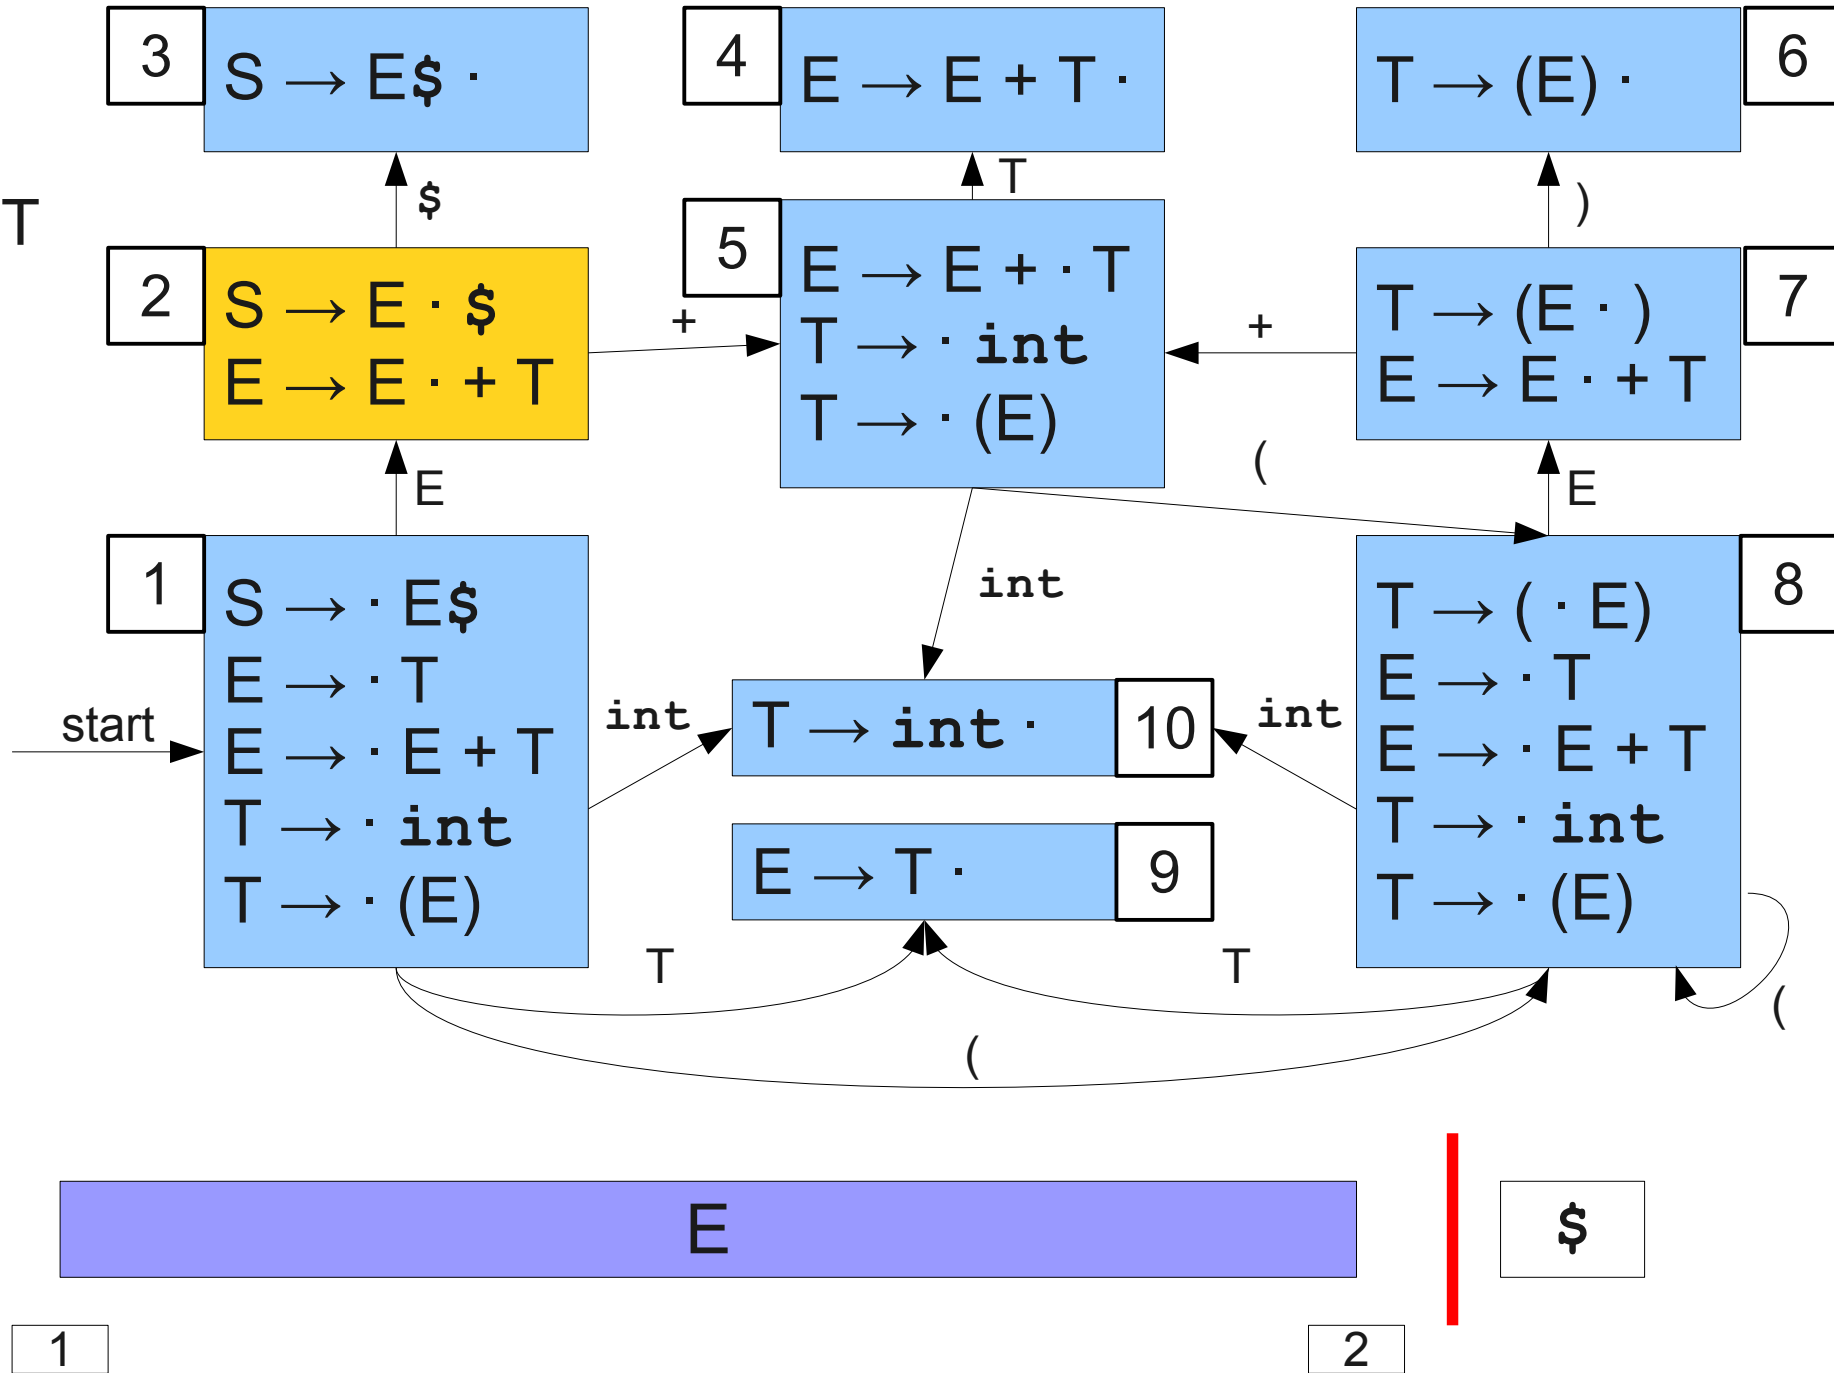 3
S → E$ ·
4
E → E + T ·
6
T → (E) ·
T
$
T
)
2
S → E · $
E → E · + T
+
5
E → E + · T
T → · int
T → · (E)
+
7
T → (E · )
E → E · + T
E
(
E
1
S → · E$
E → · T
E → · E + T
T → · int
T → · (E)
start
int
int
T → int ·
10
int
E → T ·
9
8
T → ( · E)
E → · T
E → · E + T
T → · int
T → · (E)
T
T
(
(
E
$
1
2